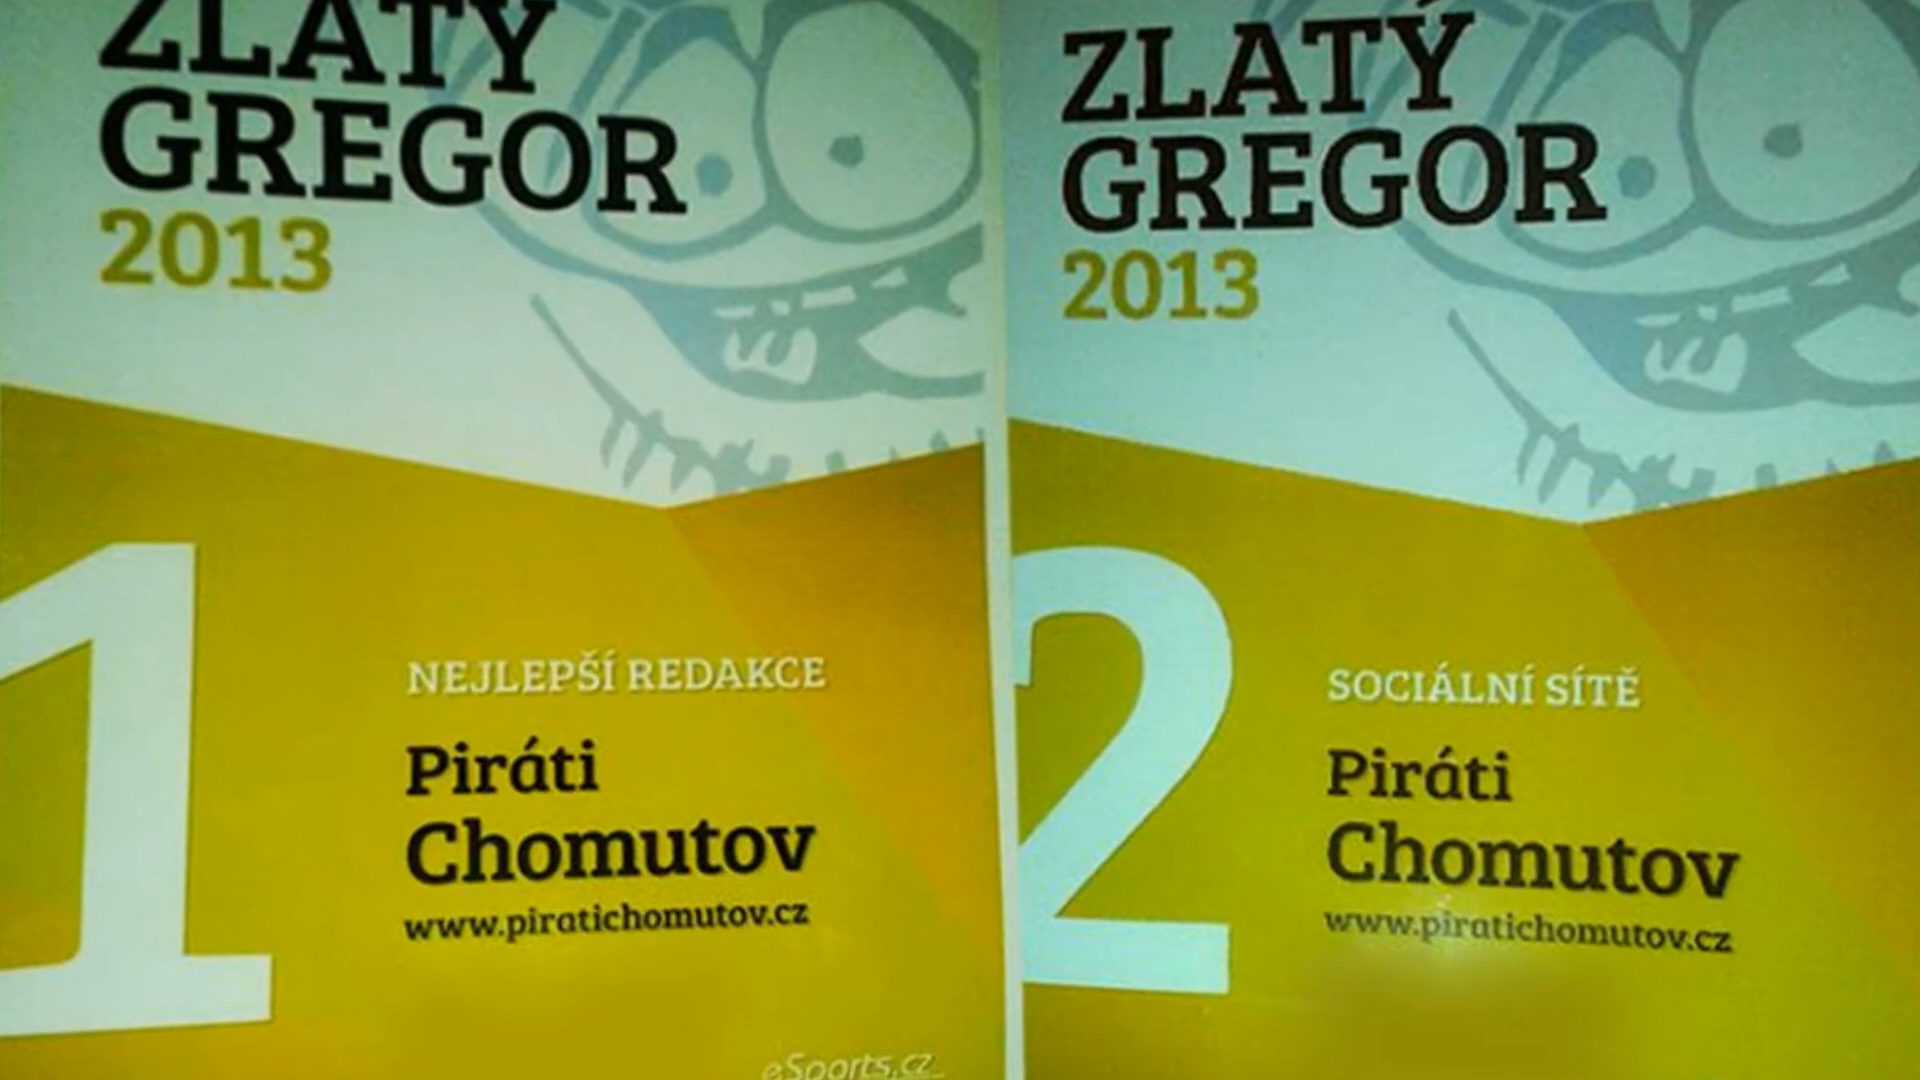 ZLATÝ
GREGOR
2013
1
NEJLEPŠÍ REDAKCE
Piráti
Chomutov
www.piratichomutov.cz
eSports.cz
ZLATÝ
GREGOR
2013
2
SOCIÁLNÍ SÍTĚ
Piráti
Chomutov
www.piratichomutov.cz